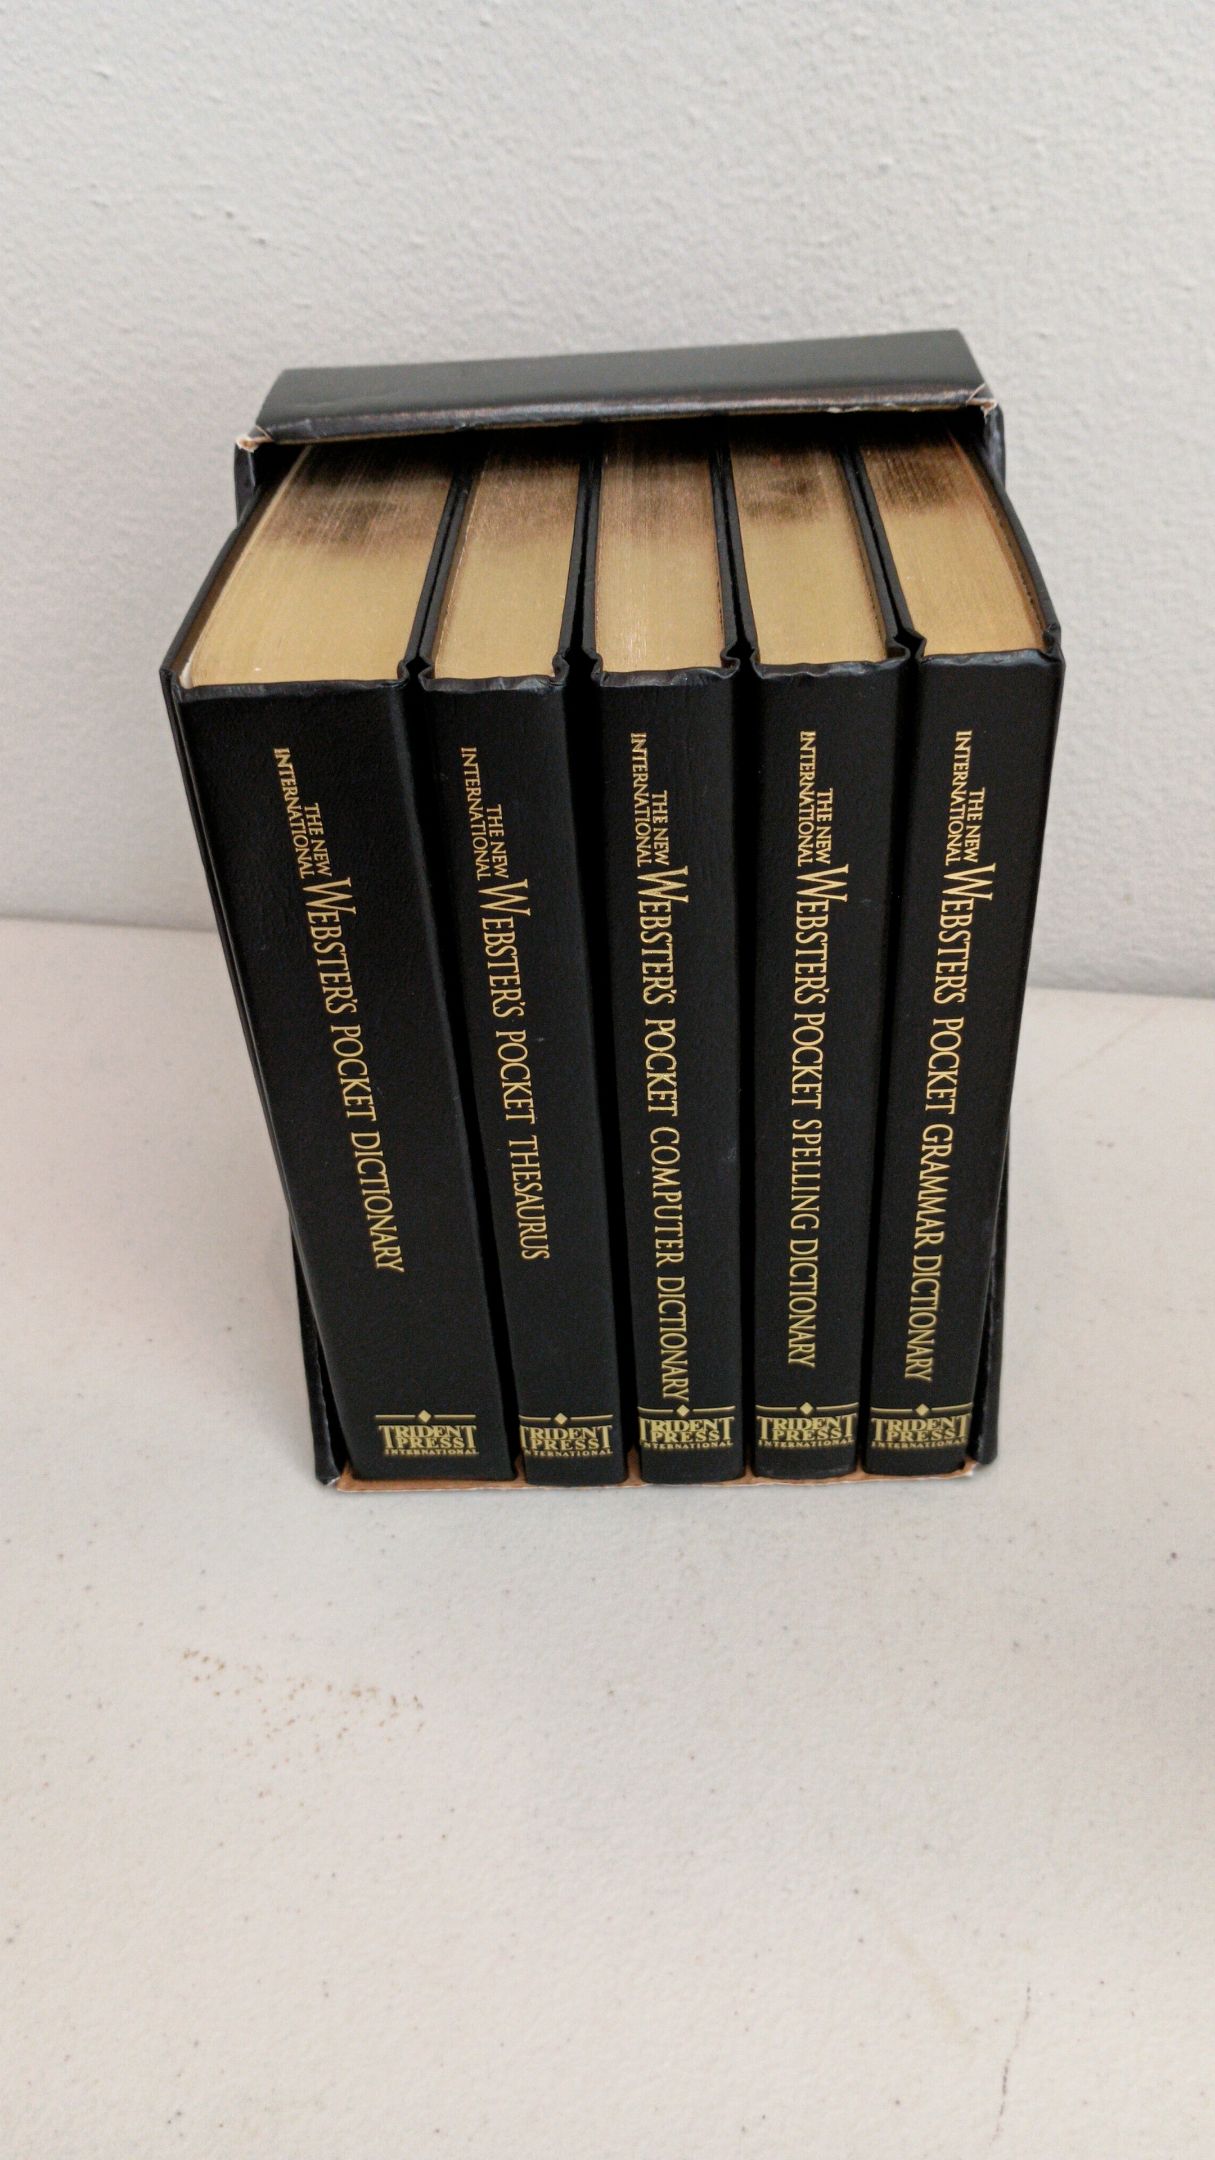 THE NEW
INTERNATIONAL
WEBSTER'S POCKET DICTIONARY
TRIDENT
PRESS
INTERNATIONAL
THE NEW
INTERNATIONAL
WEBSTER'S POCKET THESAURUS
TRIDENT
PRESS
INTERNATIONAL
THE NEW
INTERNATIONAL
WEBSTER'S POCKET COMPUTER DICTIONARY
TRIDENT
PRESS
INTERNATIONAL
THE NEW
INTERNATIONAL
WEBSTER'S POCKET SPELLING DICTIONARY
TRIDENT
PRESS
INTERNATIONAL
THE NEW
INTERNATIONAL
WEBSTER'S POCKET GRAMMAR DICTIONARY
TRIDENT
PRESS
INTERNATIONAL